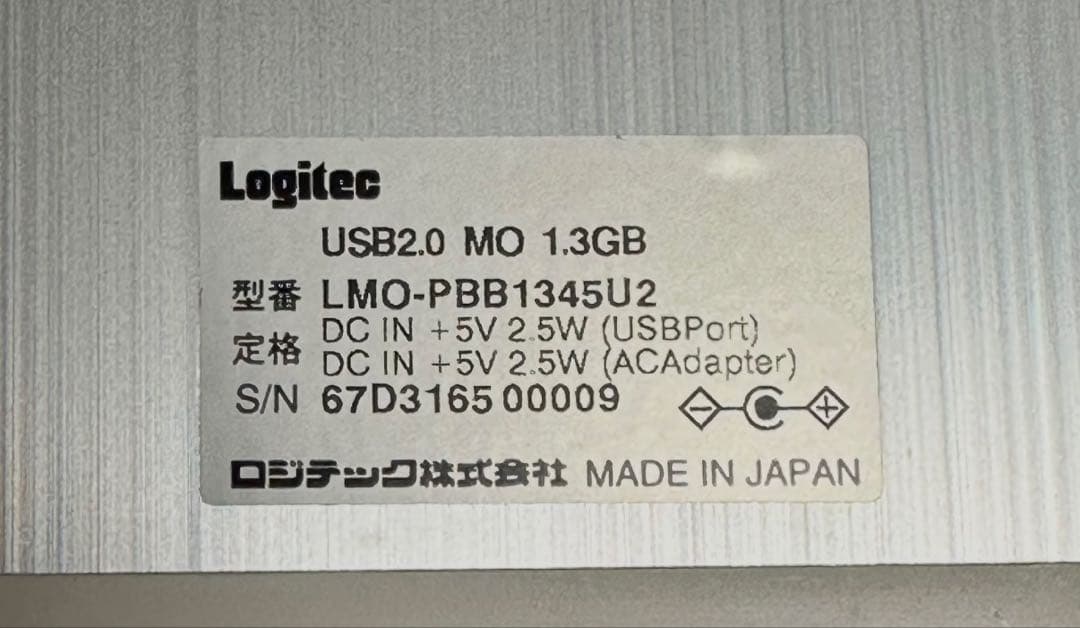 Logitec
USB2.0 MO 1.3GB
型番 LMO-PBB1345U2
定格 DC IN +5V 2.5W (USBPort)
DC IN +5V 2.5W (ACAdapter)
S/N 67D3165 00009
ロジテック株式会社 MADE IN JAPAN